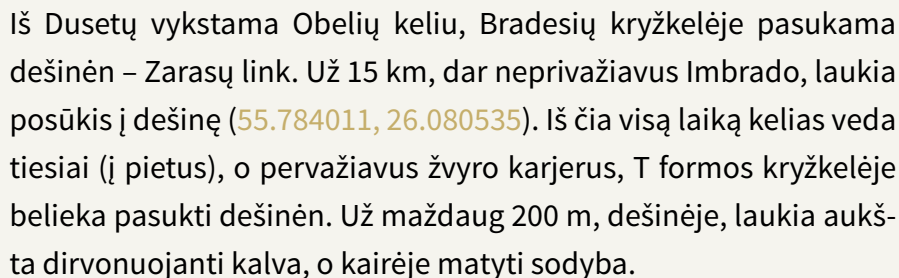 Iš Dusetų vykstama Obelių keliu, Bradesių kryžkelėje pasukama
dešinėn – Zarasų link. Už 15 km, dar neprivažiavus Imbrado, laukia
posūkis į dešinę (55.784011, 26.080535). Iš čia visą laiką kelias veda
tiesiai (į pietus), o pervažiavus žvyro karjerus, T formos kryžkelėje
belieka pasukti dešinėn. Už maždaug 200 m, dešinėje, laukia aukš-
ta dirvonuojanti kalva, o kairėje matyti sodyba.